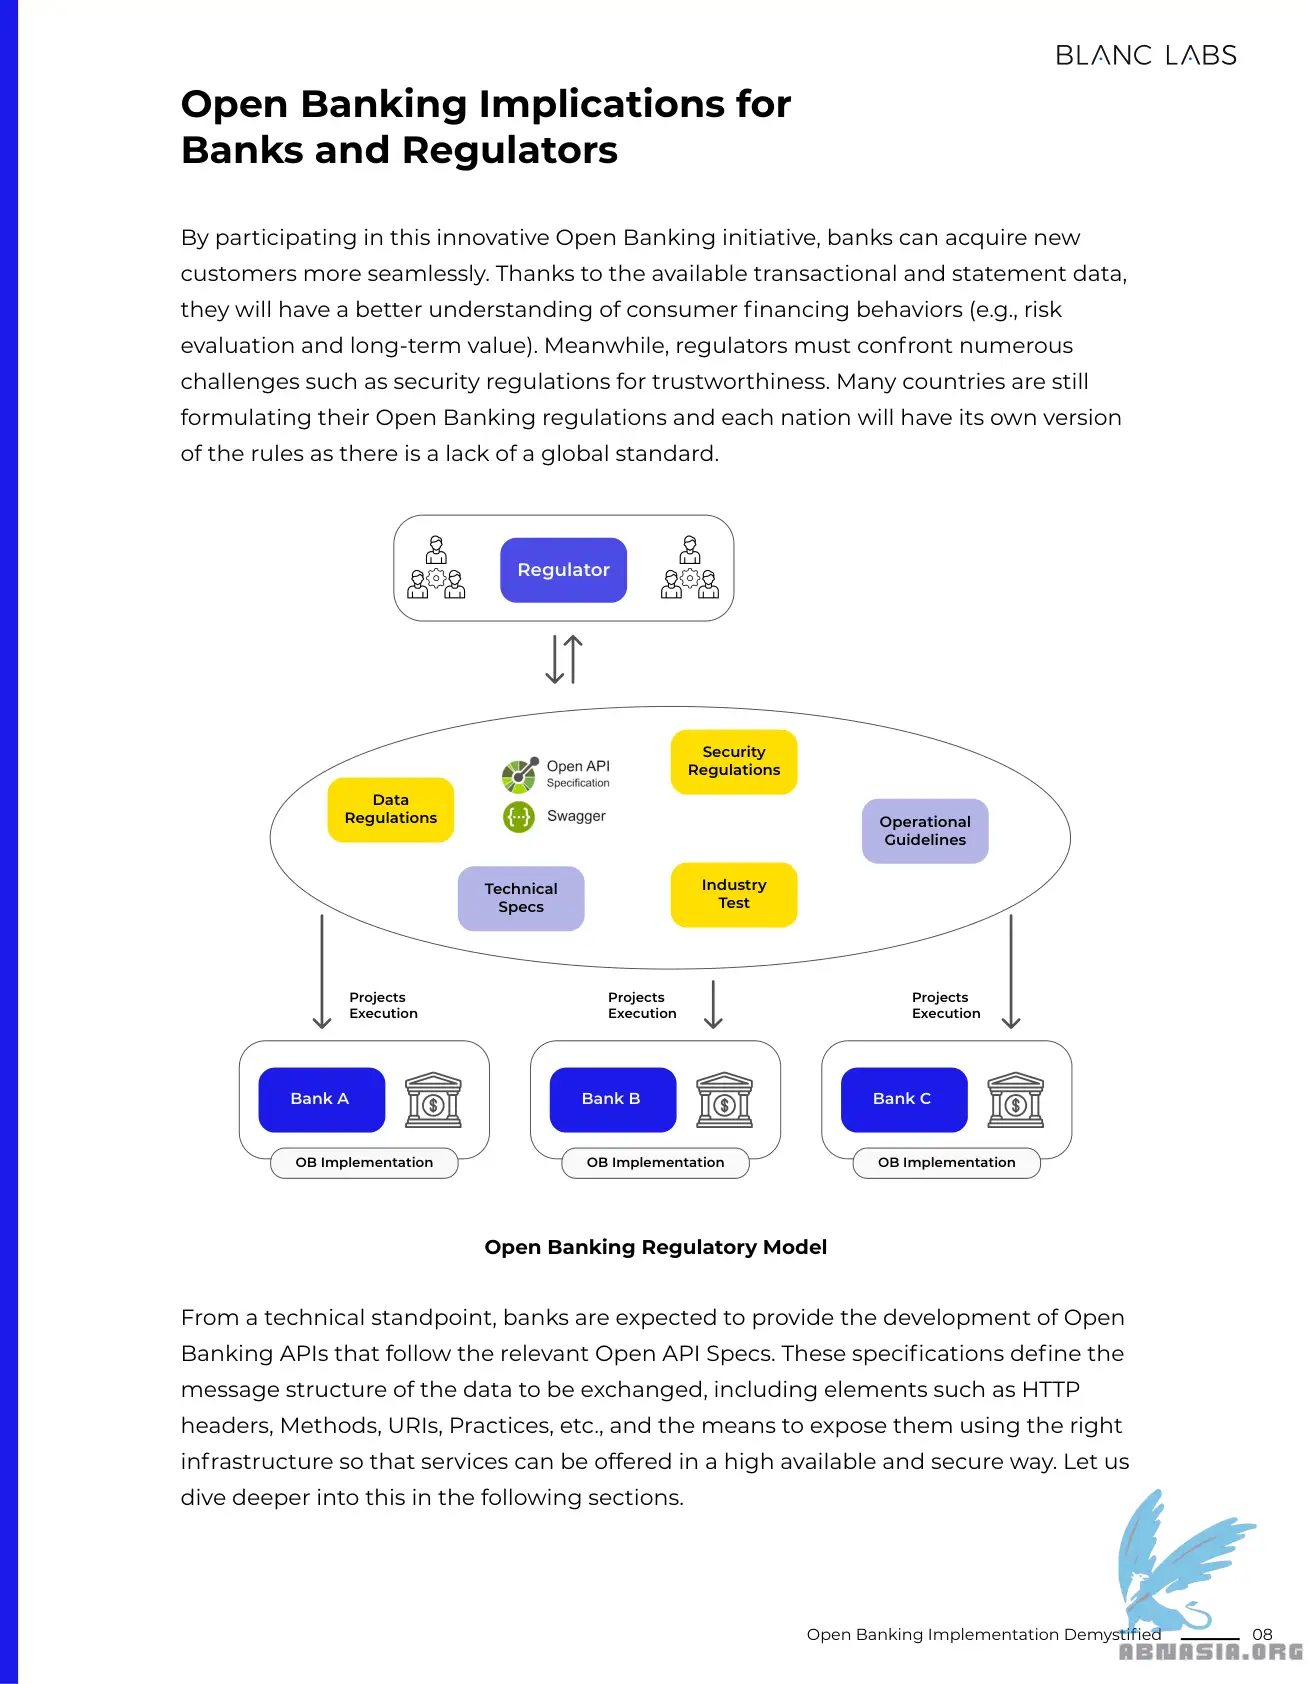 BLANC LABS
Open Banking Implications for
Banks and Regulators
By participating in this innovative Open Banking initiative, banks can acquire new
customers more seamlessly. Thanks to the available transactional and statement data,
they will have a better understanding of consumer financing behaviors (e.g., risk
evaluation and long-term value). Meanwhile, regulators must confront numerous
challenges such as security regulations for trustworthiness. Many countries are still
formulating their Open Banking regulations and each nation will have its own version
of the rules as there is a lack of a global standard.
Regulator
Security
Regulations
Open API
Specification
Data
Regulations
Swagger
Operational
Guidelines
Technical
Specs
Industry
Test
Projects
Execution
Projects
Execution
Projects
Execution
Bank A
Bank B
Bank C
OB Implementation
OB Implementation
OB Implementation
Open Banking Regulatory Model
From a technical standpoint, banks are expected to provide the development of Open
Banking APIs that follow the relevant Open API Specs. These specifications define the
message structure of the data to be exchanged, including elements such as HTTP
headers, Methods, URIs, Practices, etc., and the means to expose them using the right
infrastructure so that services can be offered in a high available and secure way. Let us
dive deeper into this in the following sections.
Open Banking Implementation Demystified
08
ABNASIA.ORG